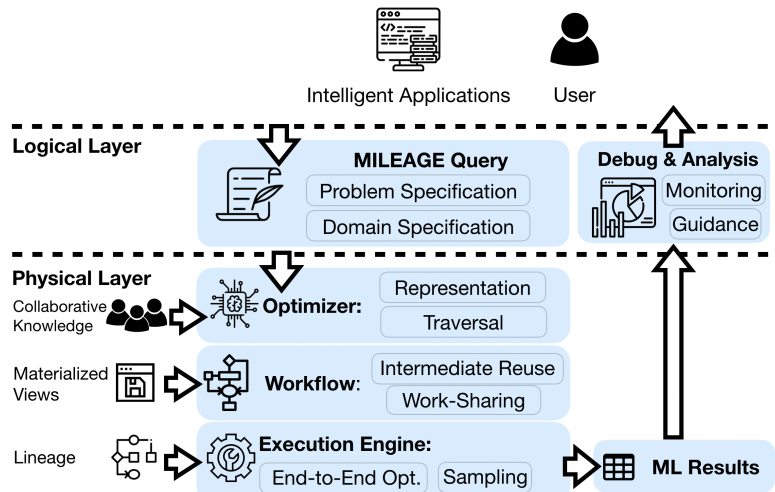 Intelligent Applications
User
Logical Layer
MILEAGE Query
Problem Specification
Domain Specification
Debug & Analysis
Monitoring
Guidance
Physical Layer
Collaborative
Knowledge
Optimizer:
Representation
Traversal
Materialized
Views
Workflow:
Intermediate Reuse
Work-Sharing
Lineage
Execution Engine:
End-to-End Opt.
Sampling
ML Results